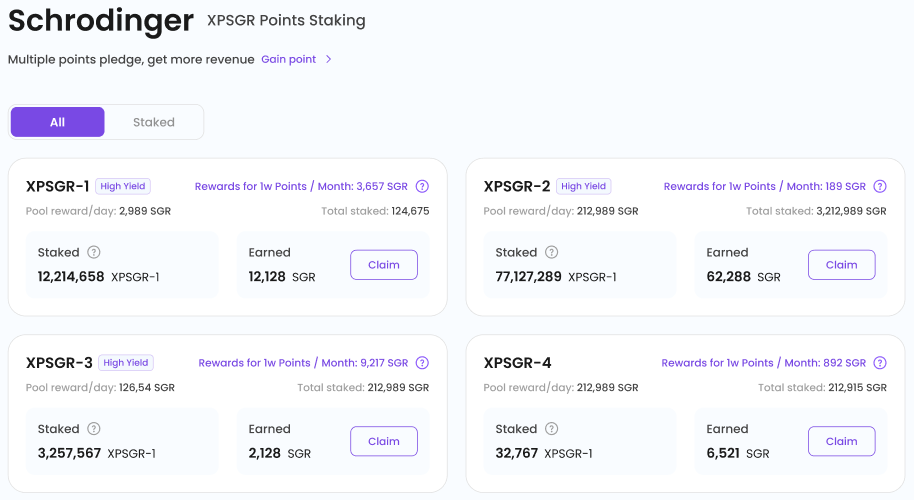 Schrodinger XPSGR Points Staking
Multiple points pledge, get more revenue Gain point >
All Staked
XPSGR-1 High Yield Rewards for 1w Points / Month: 3,657 SGR ?
Pool reward/day: 2,989 SGR Total staked: 124,675
Staked ?
12,214,658 XPSGR-1
Earned
12,128 SGR
Claim
XPSGR-2 High Yield Rewards for 1w Points / Month: 189 SGR ?
Pool reward/day: 212,989 SGR Total staked: 3,212,989 SGR
Staked ?
77,127,289 XPSGR-1
Earned
62,288 SGR
Claim
XPSGR-3 High Yield Rewards for 1w Points / Month: 9,217 SGR ?
Pool reward/day: 126,54 SGR Total staked: 212,989 SGR
Staked ?
3,257,567 XPSGR-1
Earned
2,128 SGR
Claim
XPSGR-4 Rewards for 1w Points / Month: 892 SGR ?
Pool reward/day: 212,989 SGR Total staked: 212,915 SGR
Staked ?
32,767 XPSGR-1
Earned
6,521 SGR
Claim